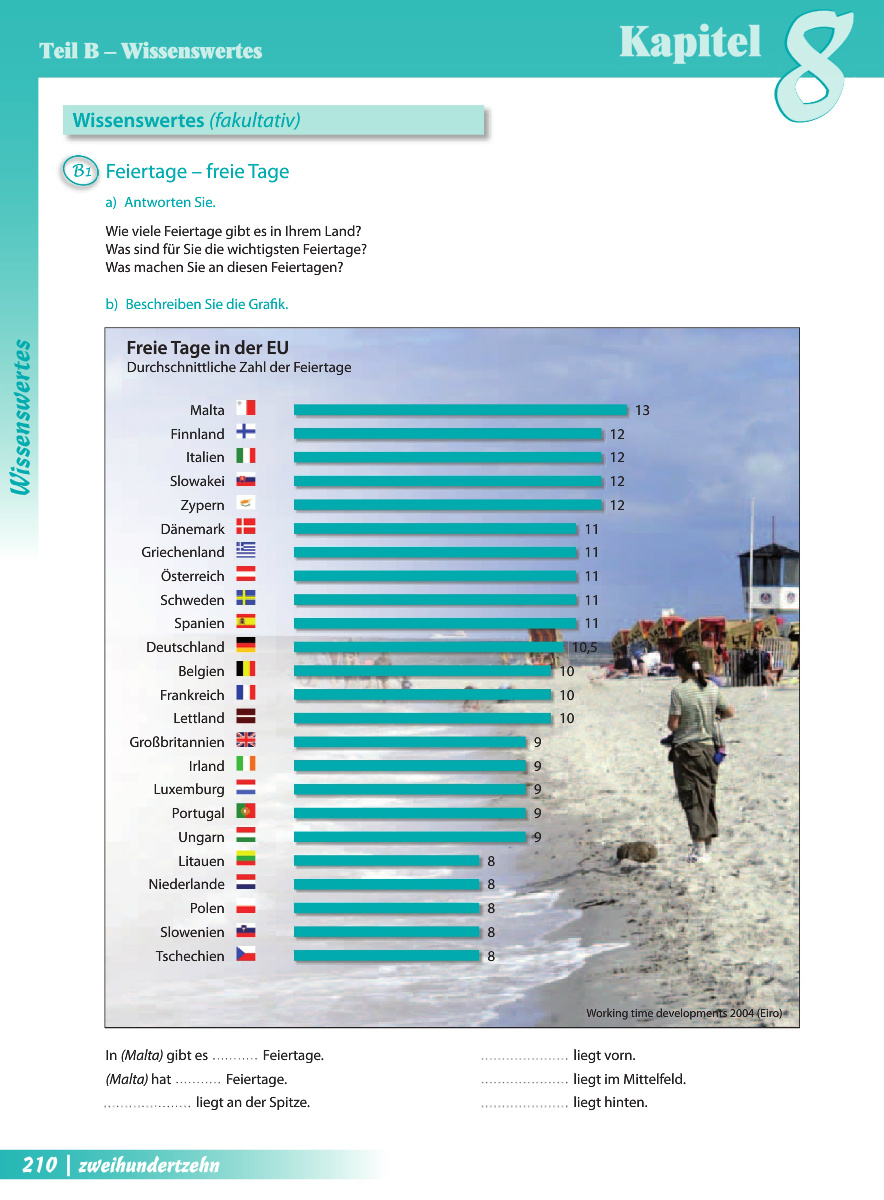 Teil B – Wissenswertes
Kapitel 8
Wissenswertes
Wissenswertes (fakultativ)
B1 Feiertage – freie Tage
a) Antworten Sie.
Wie viele Feiertage gibt es in Ihrem Land?
Was sind für Sie die wichtigsten Feiertage?
Was machen Sie an diesen Feiertagen?
b) Beschreiben Sie die Grafik.
Freie Tage in der EU
Durchschnittliche Zahl der Feiertage
Malta 13
Finnland 12
Italien 12
Slowakei 12
Zypern 12
Dänemark 11
Griechenland 11
Österreich 11
Schweden 11
Spanien 11
Deutschland 10,5
Belgien 10
Frankreich 10
Lettland 10
Großbritannien 9
Irland 9
Luxemburg 9
Portugal 9
Ungarn 9
Litauen 8
Niederlande 8
Polen 8
Slowenien 8
Tschechien 8
Working time developments 2004 (Eiro)
In (Malta) gibt es ........... Feiertage.
(Malta) hat ........... Feiertage.
..................... liegt an der Spitze.
..................... liegt vorn.
..................... liegt im Mittelfeld.
..................... liegt hinten.
210 | zweihundertzehn